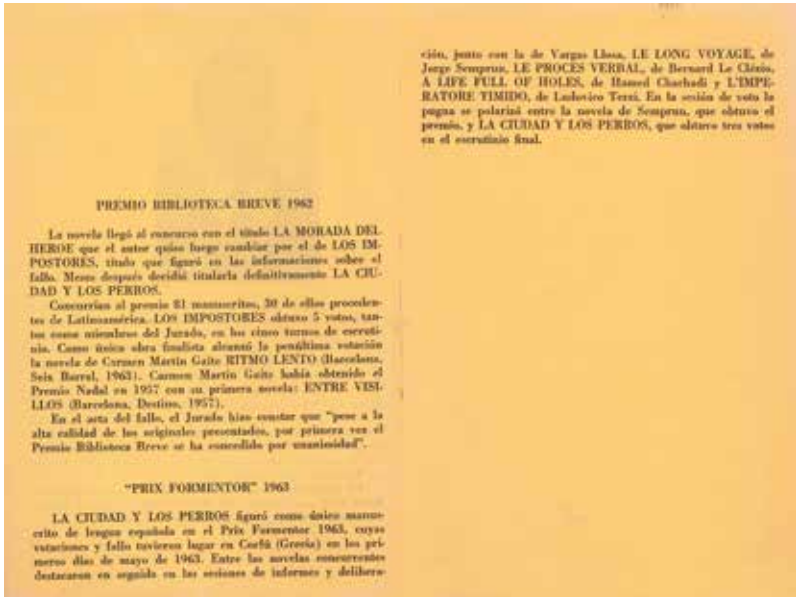 PREMIO BIBLIOTECA BREVE 1962
La novela llegó al concurso con el título LA MORADA DEL
HEROE que el autor quiso luego cambiar por el de LOS IM-
POSTORES, título que figuró en las informaciones sobre el
fallo. Meses después decidió titularla definitivamente LA CIU-
DAD Y LOS PERROS.
Concurrían al premio 81 manuscritos, 30 de ellos proceden-
tes de Latinoamérica. LOS IMPOSTORES obtuvo 5 votos, tan-
tos como miembros del Jurado, en los cinco turnos de escruti-
nio. Como única obra finalista alcanzó la penúltima votación
la novela de Carmen Martín Gaite RITMO LENTO (Barcelona,
Seix Barral, 1963). Carmen Martín Gaite había obtenido el
Premio Nadal en 1957 con su primera novela: ENTRE VISI-
LLOS (Barcelona, Destino, 1957).
En el acta del fallo, el Jurado hizo constar que "pese a la
alta calidad de los originales presentados, por primera vez el
Premio Biblioteca Breve se ha concedido por unanimidad".
"PRIX FORMENTOR" 1963
LA CIUDAD Y LOS PERROS figuró como único manus-
crito de lengua española en el Prix Formentor 1963, cuyas
votaciones y fallo tuvieron lugar en Corfú (Grecia) en los pri-
meros días de mayo de 1963. Entre las novelas concurrentes
destacaron en seguida en las sesiones de informes y delibera-
ción, junto con la de Vargas Llosa, LE LONG VOYAGE, de
Jorge Semprun, LE PROCES VERBAL, de Bernard Le Clézio,
A LIFE FULL OF HOLES, de Hamed Chachadi y L'IMPE-
RATORE TIMIDO, de Ludovico Terzi. En la sesión de voto la
pugna se polarizó entre la novela de Semprun, que obtuvo el
premio, y LA CIUDAD Y LOS PERROS, que obtuvo tres votos
en el escrutinio final.